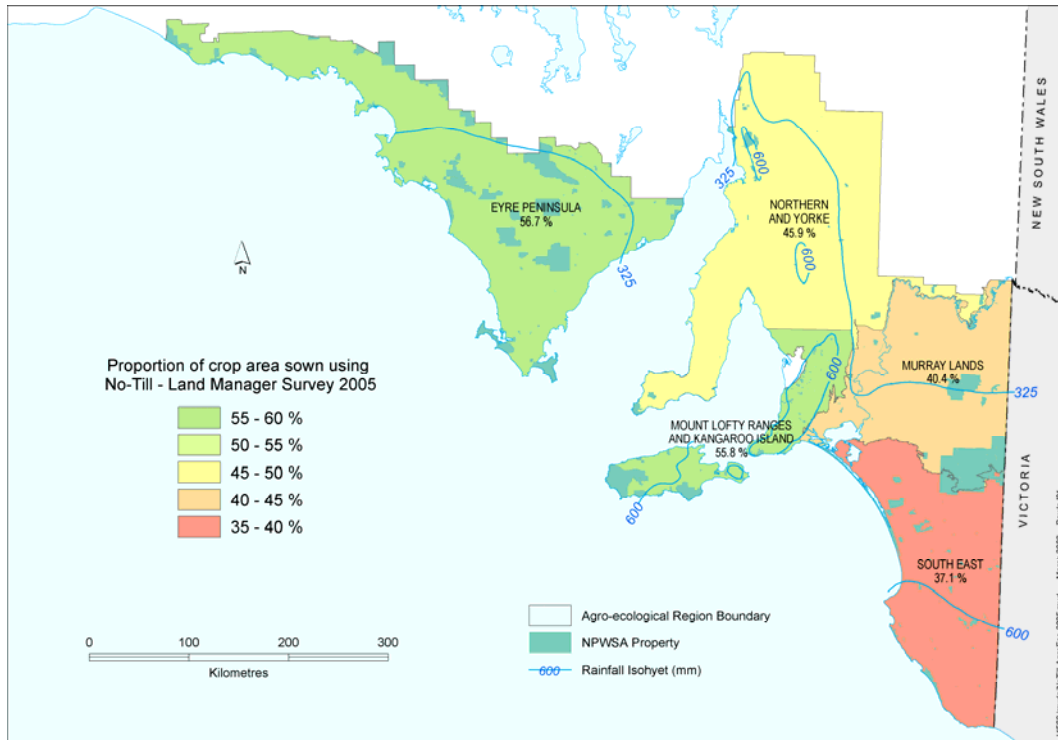 NEW SOUTH WALES
600
325
EYRE PENINSULA
56.7 %
NORTHERN
AND YORKE
45.9 %
600
N
325
Proportion of crop area sown using
No-Till - Land Manager Survey 2005
55 - 60 %
50 - 55 %
45 - 50 %
40 - 45 %
35 - 40 %
MURRAY LANDS
40.4 %
600
325
MOUNT LOFTY RANGES
AND KANGAROO ISLAND
55.8 %
600
VICTORIA
SOUTH EAST
37.1 %
600
0 100 200 300
Kilometres
Agro-ecological Region Boundary
NPWSA Property
600 Rainfall Isohyet (mm)